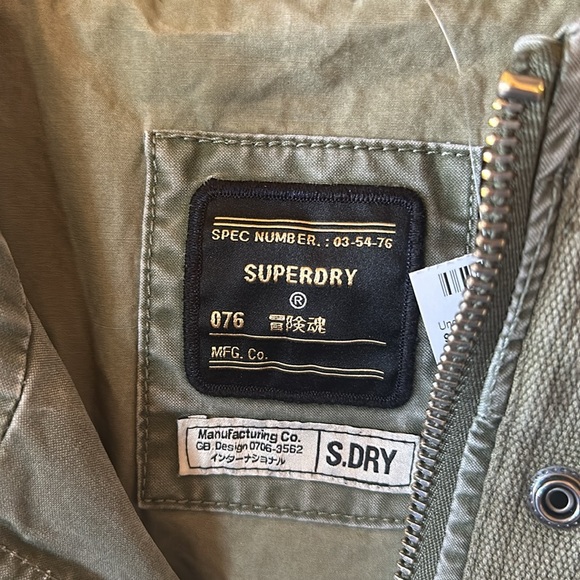 SPEC NUMBER. : 03-54-76
SUPERDRY
®
076 冒険魂
MFG. Co.
ManuFacturing Co.
GB. Design 0706-3562
インターナショナル
S.DRY